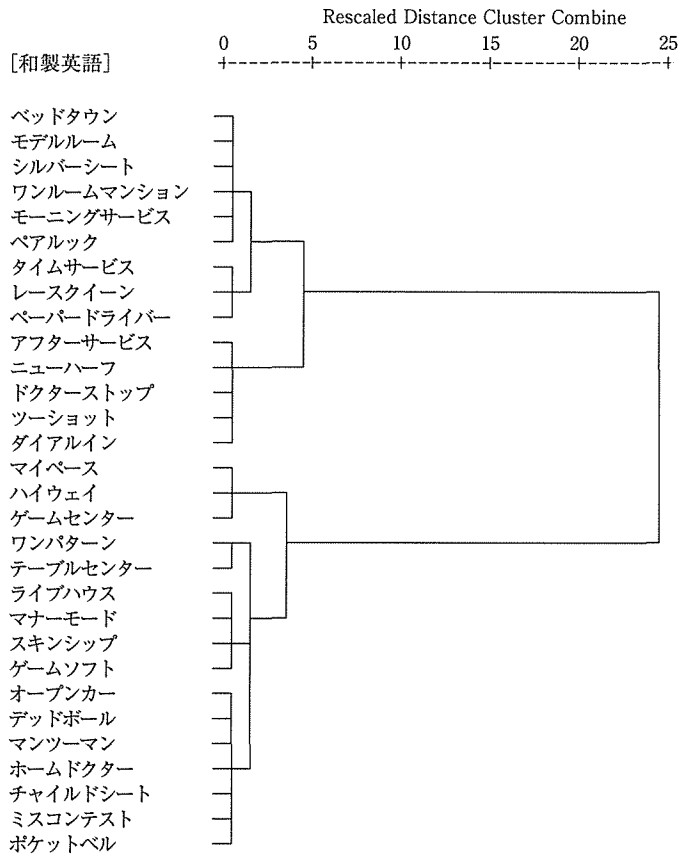 Rescaled Distance Cluster Combine
0 5 10 15 20 25
[和製英語]
ベッドタウン
モデルルーム
シルバーシート
ワンルームマンション
モーニングサービス
ペアルック
タイムサービス
レースクイーン
ペーパードライバー
アフターサービス
ニューハーフ
ドクターストップ
ツーショット
ダイアルイン
マイペース
ハイウェイ
ゲームセンター
ワンパターン
テーブルセンター
ライブハウス
マナーモード
スキンシップ
ゲームソフト
オープンカー
デッドボール
マンツーマン
ホームドクター
チャイルドシート
ミスコンテスト
ポケットベル